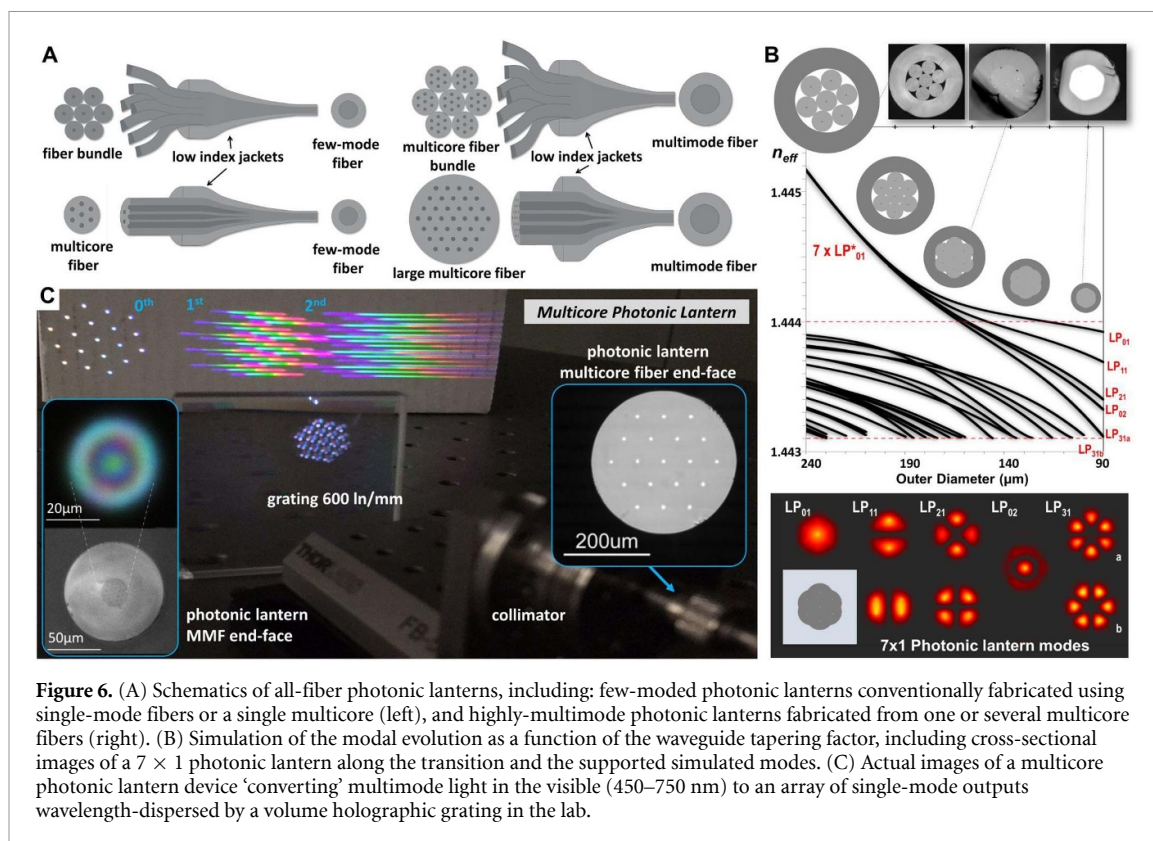 A
fiber bundle
low index jackets
few-mode
fiber
multicore fiber
bundle
low index jackets
multimode fiber
multicore
fiber
few-mode
fiber
large multicore fiber
multimode fiber
B
n_eff
1.445
1.444
1.443
7 x LP*01
LP01
LP11
LP21
LP02
LP31a
LP31b
240
190
140
90
Outer Diameter (μm)
LP01
LP11
LP21
LP02
LP31
a
b
7x1 Photonic lantern modes
C
0th
1st
2nd
Multicore Photonic Lantern
photonic lantern
multicore fiber end-face
200um
20μm
50μm
grating 600 ln/mm
photonic lantern
MMF end-face
THOR
FB
collimator
Figure 6. (A) Schematics of all-fiber photonic lanterns, including: few-moded photonic lanterns conventionally fabricated using
single-mode fibers or a single multicore (left), and highly-multimode photonic lanterns fabricated from one or several multicore
fibers (right). (B) Simulation of the modal evolution as a function of the waveguide tapering factor, including cross-sectional
images of a 7 × 1 photonic lantern along the transition and the supported simulated modes. (C) Actual images of a multicore
photonic lantern device ‘converting’ multimode light in the visible (450–750 nm) to an array of single-mode outputs
wavelength-dispersed by a volume holographic grating in the lab.